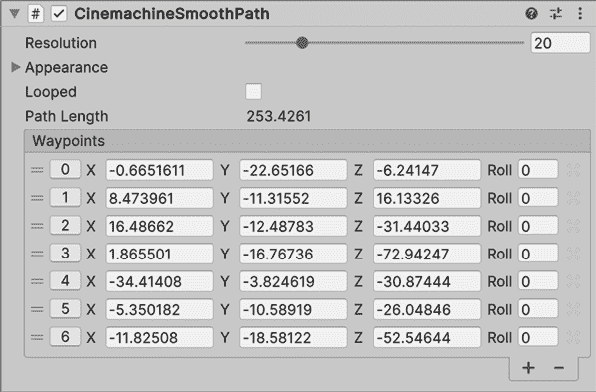 # CinemachineSmoothPath
Resolution 20
Appearance
Looped
Path Length 253.4261
Waypoints
0 X -0.6651611 Y -22.65166 Z -6.24147 Roll 0
1 X 8.473961 Y -11.31552 Z 16.13326 Roll 0
2 X 16.48662 Y -12.48783 Z -31.44033 Roll 0
3 X 1.865501 Y -16.76736 Z -72.94247 Roll 0
4 X -34.41408 Y -3.824619 Z -30.87444 Roll 0
5 X -5.350182 Y -10.58919 Z -26.04846 Roll 0
6 X -11.82508 Y -18.58122 Z -52.54644 Roll 0
+ −